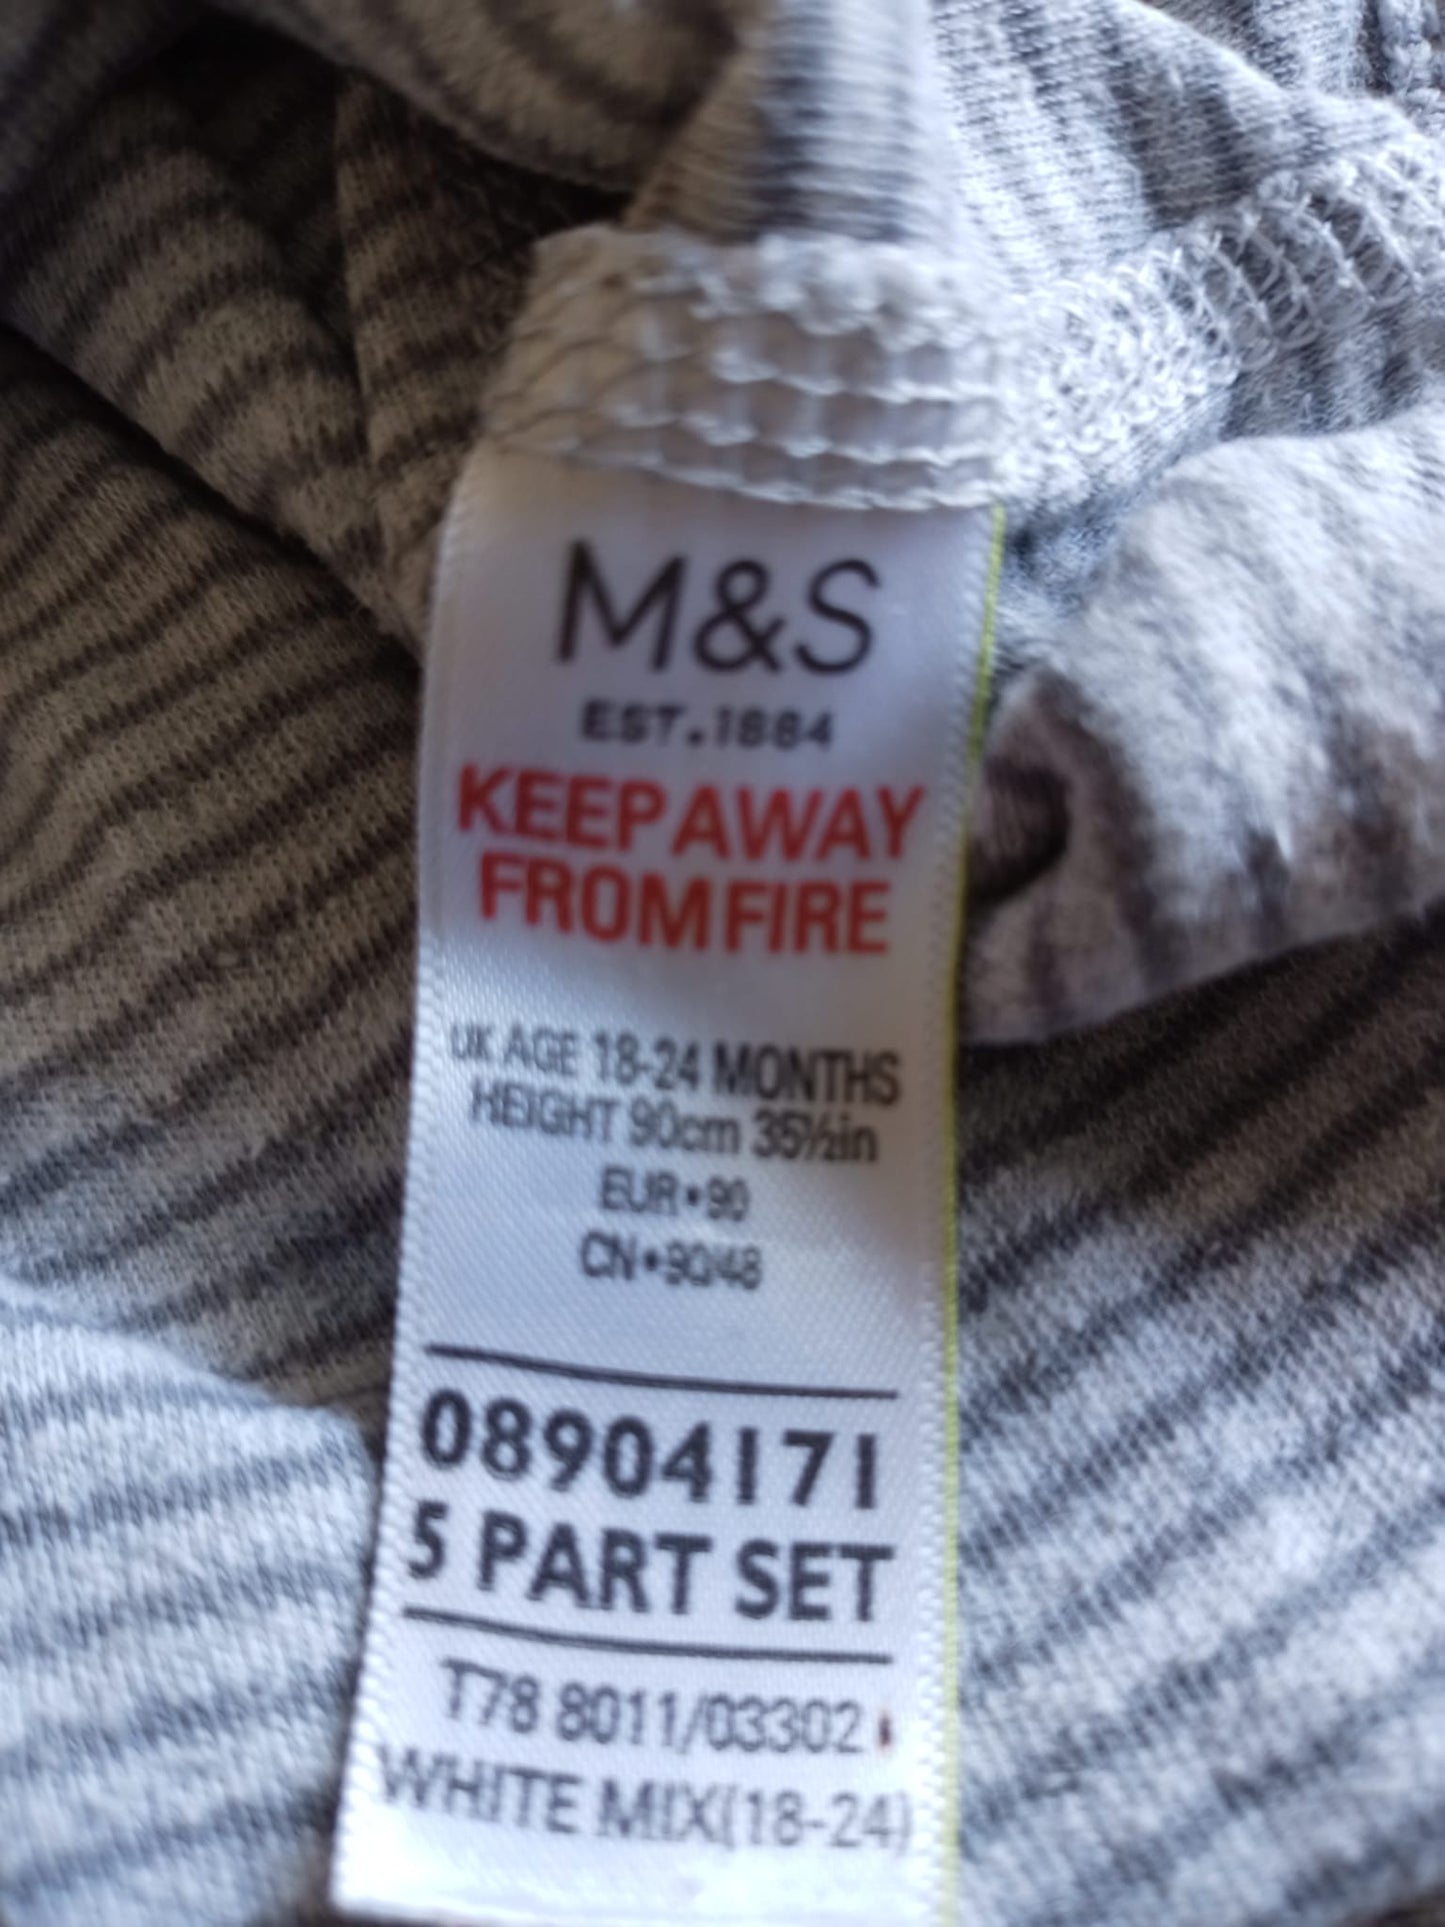 M&S
EST.1884
KEEP AWAY
FROM FIRE
UK AGE 18-24 MONTHS
HEIGHT 90cm 35½in
EUR•90
CN•90/48
08904171
5 PART SET
T78 8011/03302
WHITE MIX(18-24)